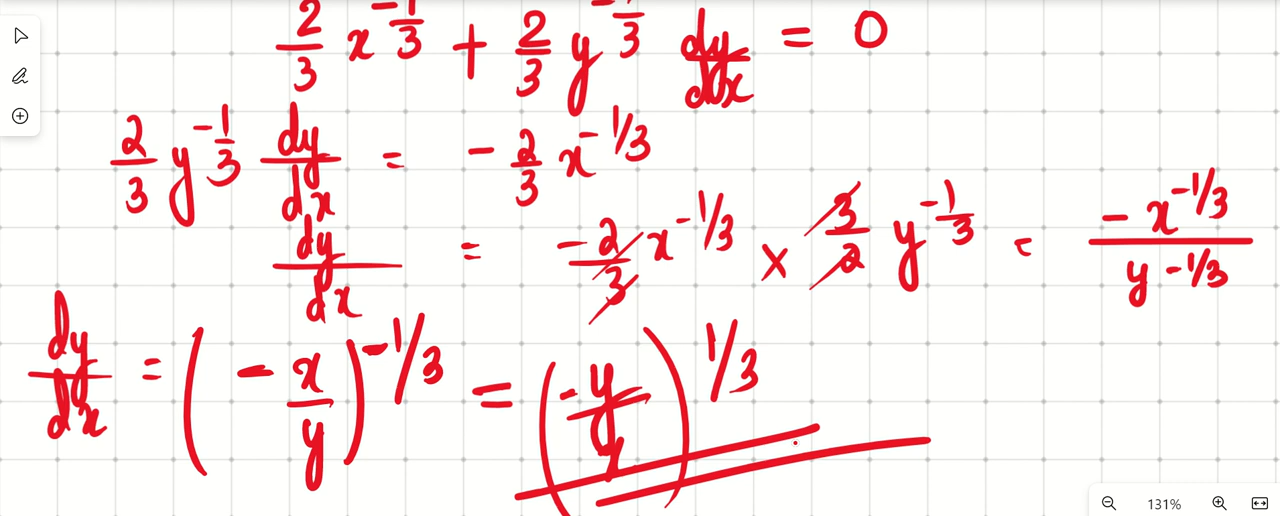 2/3 x^-1/3 + 2/3 y^-1/3 dy/dx = 0
2/3 y^-1/3 dy/dx = - 2/3 x^-1/3
dy/dx = - 2/3 x^-1/3 × 3/2 y^-1/3 = - x^-1/3 / y^-1/3
dy/dx = (- x/y)^-1/3 = (- y/x)^1/3
131%